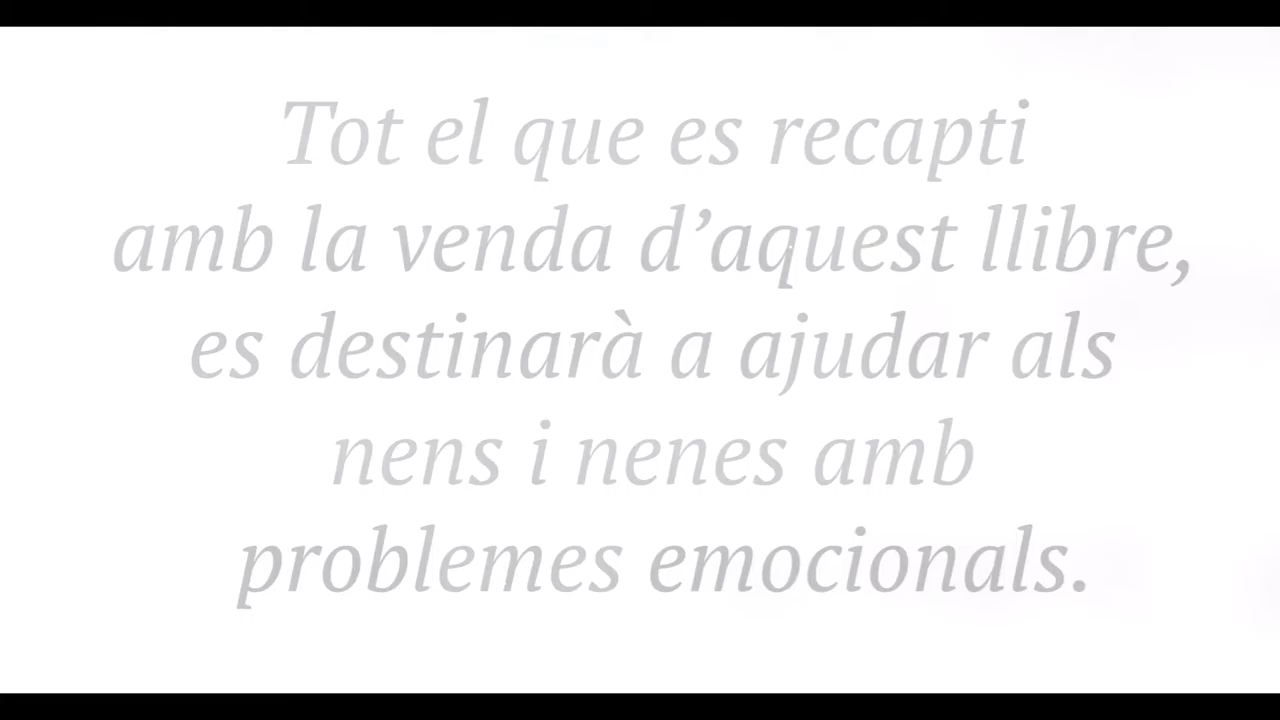 Tot el que es recapti
amb la venda d’aquest llibre,
es destinarà a ajudar als
nens i nenes amb
problemes emocionals.